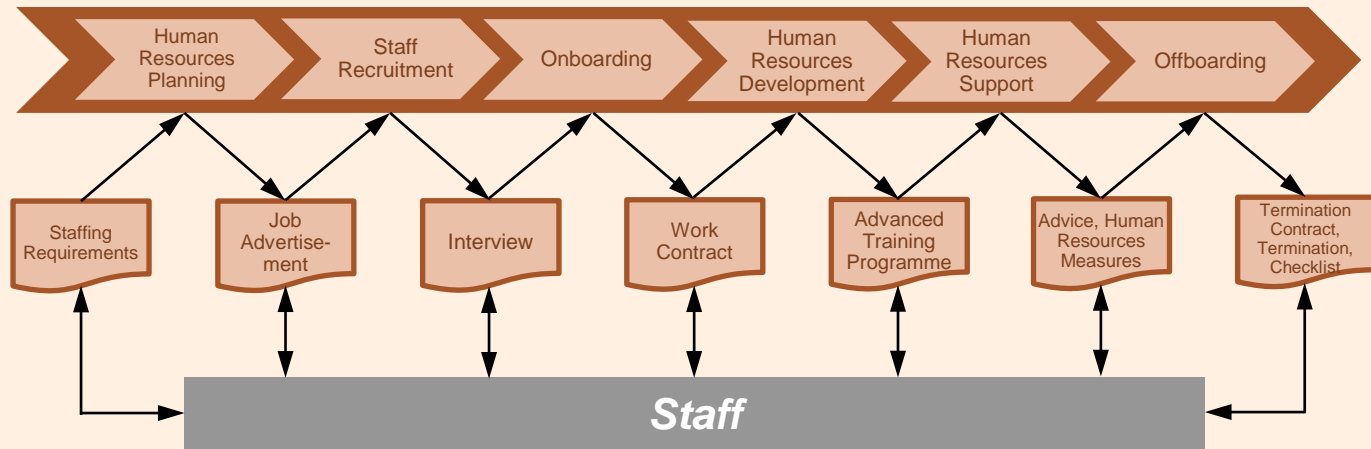 Human
Resources
Planning
Staff
Recruitment
Onboarding
Human
Resources
Development
Human
Resources
Support
Offboarding
Staffing
Requirements
Job
Advertise-
ment
Interview
Work
Contract
Advanced
Training
Programme
Advice, Human
Resources
Measures
Termination
Contract,
Termination,
Checklist
Staff